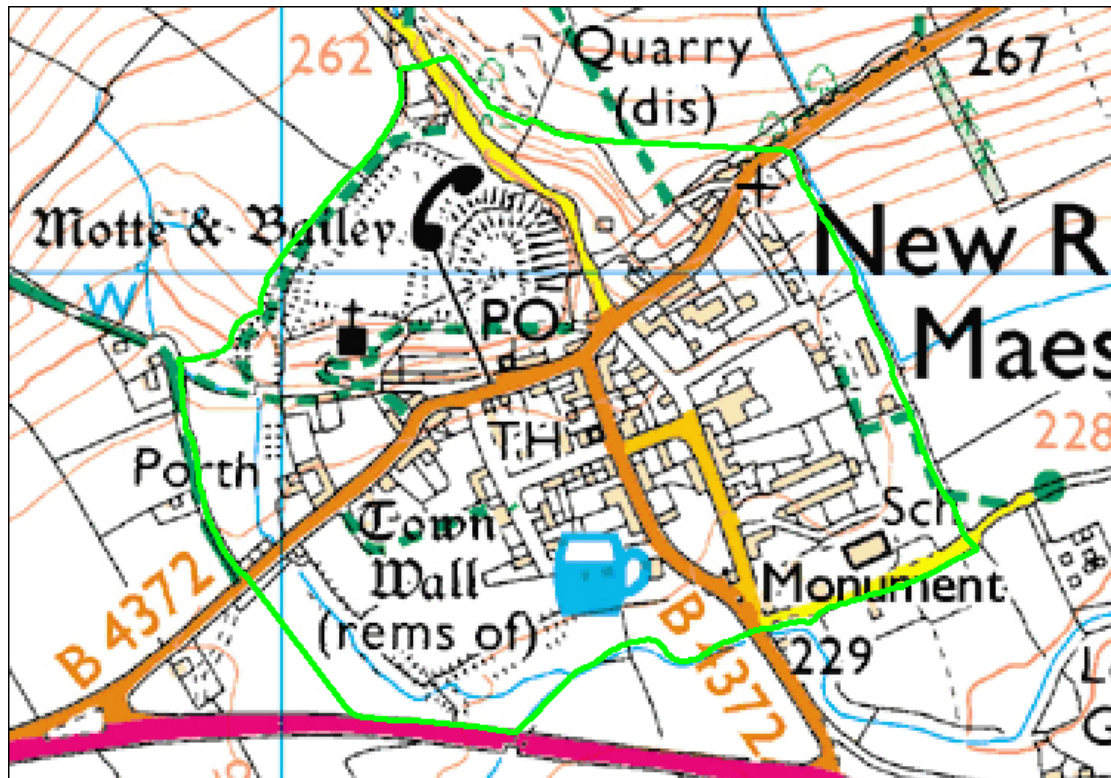 262
Quarry
(dis)
267
Motte & Bailey
New R
W
PO
Maes
TH
228
Porth
Sch
Town
Wall
Monument
(rems of)
B 4372
B 4372
229
L
G